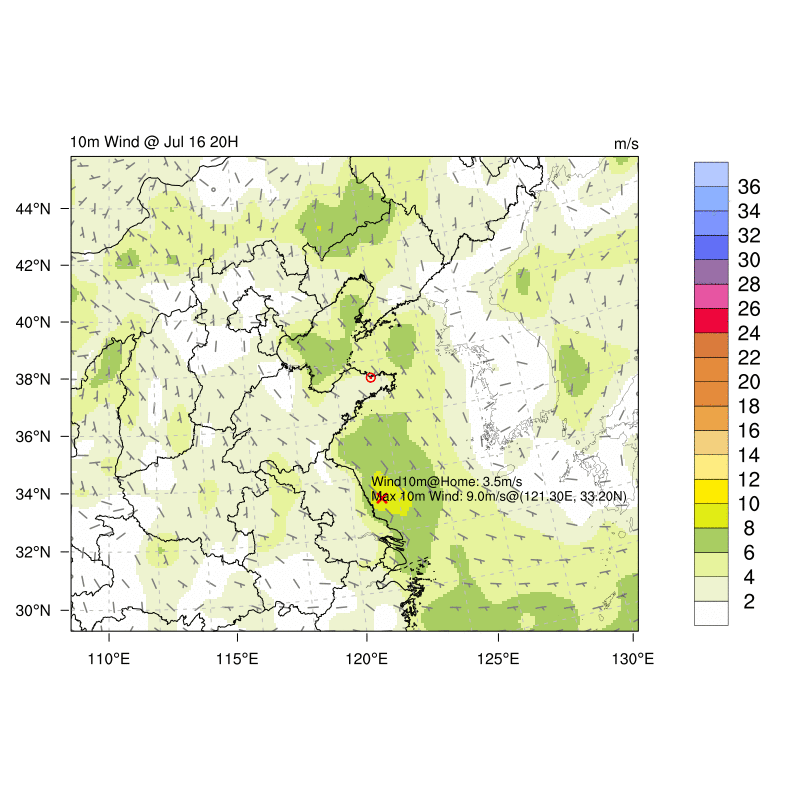 10m Wind @ Jul 16 20H
m/s
44°N
42°N
40°N
38°N
36°N
34°N
32°N
30°N
110°E
115°E
120°E
125°E
130°E
Wind10m@Home: 3.5m/s
Max 10m Wind: 9.0m/s@(121.30E, 33.20N)
36
34
32
30
28
26
24
22
20
18
16
14
12
10
8
6
4
2